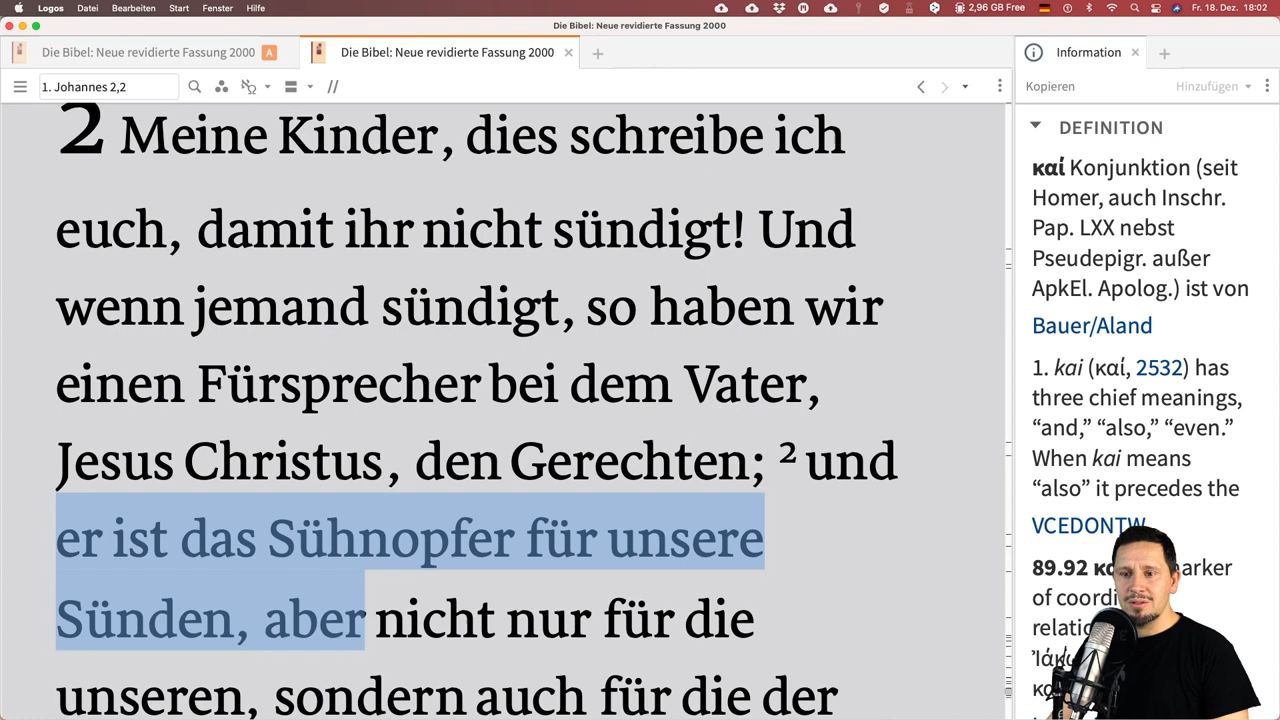 Logos Datei Bearbeiten Start Fenster Hilfe 2,96 GB Free Fr. 18. Dez. 18:02
Die Bibel: Neue revidierte Fassung 2000
Die Bibel: Neue revidierte Fassung 2000 A
Die Bibel: Neue revidierte Fassung 2000
Information
1. Johannes 2,2
Kopieren
Hinzufügen
2 Meine Kinder, dies schreibe ich
euch, damit ihr nicht sündigt! Und
wenn jemand sündigt, so haben wir
einen Fürsprecher bei dem Vater,
Jesus Christus, den Gerechten; ² und
er ist das Sühnopfer für unsere
Sünden, aber nicht nur für die
unseren, sondern auch für die der
DEFINITION
καί Konjunktion (seit
Homer, auch Inschr.
Pap. LXX nebst
Pseudepigr. außer
ApkEl. Apolog.) ist von
Bauer/Aland
1. kai (καί, 2532) has
three chief meanings,
“and,” “also,” “even.”
When kai means
“also” it precedes the
VCEDONTW
89.92
of